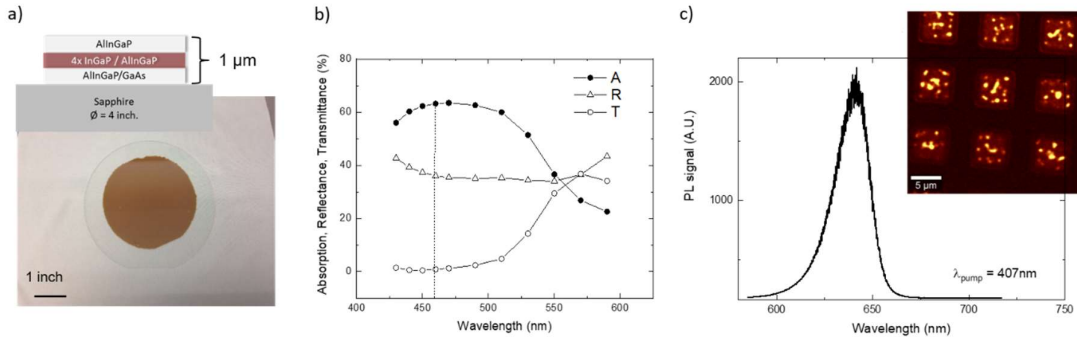 a)
AlInGaP
4x InGaP / AlInGaP
AlInGaP/GaAs
1 µm
Sapphire
Ø = 4 inch.
1 inch
b)
Absorption, Reflectance, Transmittance (%)
80
60
40
20
0
A
R
T
400
450
500
550
600
Wavelength (nm)
c)
PL signal (A.U.)
2000
1000
5 µm
λpump = 407nm
600
650
700
750
Wavelength (nm)